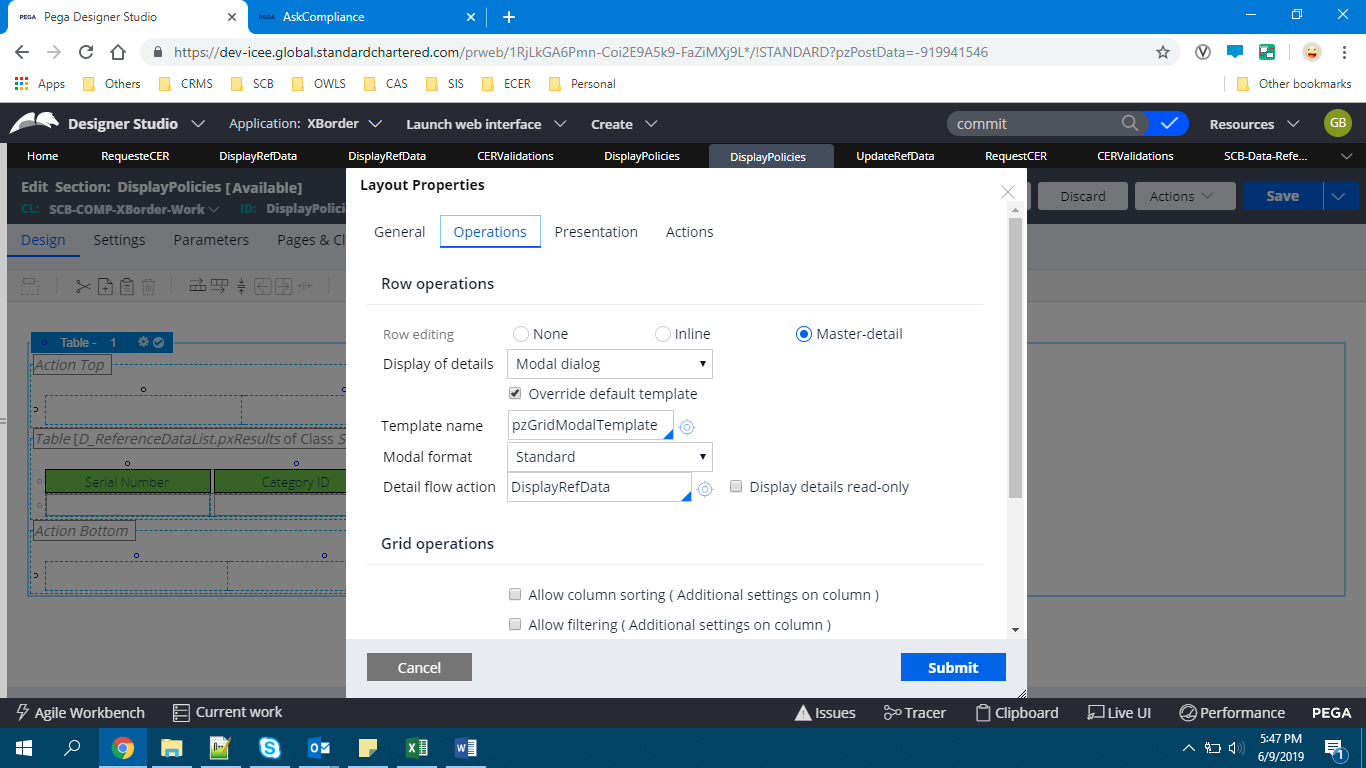 PEGA Pega Designer Studio
PEGA AskCompliance
https://dev-icee.global.standardchartered.com/prweb/1RjLkGA6Pmn-Coi2E9A5k9-FaZiMXj9L*/!STANDARD?pzPostData=-919941546
Apps Others CRMS SCB OWLS CAS SIS ECER Personal Other bookmarks
Designer Studio Application: XBorder Launch web interface Create commit Resources GB
Home RequesteCER DisplayRefData DisplayRefData CERValidations DisplayPolicies DisplayPolicies UpdateRefData RequestCER CERValidations SCB-Data-Refe...
Edit Section: DisplayPolicies [Available]
CL: SCB-COMP-XBorder-Work ID: DisplayPolici
Discard Actions Save
Design Settings Parameters Pages & Cl
Table - 1
Action Top
Table [D_ReferenceDataList.pxResults of Class S
Serial Number Category ID
Action Bottom
Layout Properties
General Operations Presentation Actions
Row operations
Row editing None Inline Master-detail
Display of details Modal dialog
Override default template
Template name pzGridModalTemplate
Modal format Standard
Detail flow action DisplayRefData Display details read-only
Grid operations
Allow column sorting ( Additional settings on column )
Allow filtering ( Additional settings on column )
Cancel Submit
Agile Workbench Current work Issues Tracer Clipboard Live UI Performance PEGA
5:47 PM
6/9/2019
1